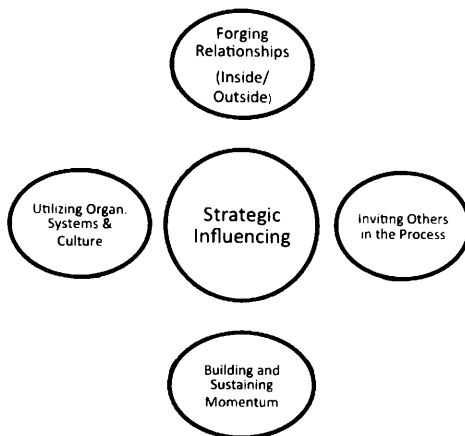 Forging
Relationships
(Inside/
Outside)
Utilizing Organ.
Systems &
Culture
Strategic
Influencing
Inviting Others
in the Process
Building and
Sustaining
Momentum